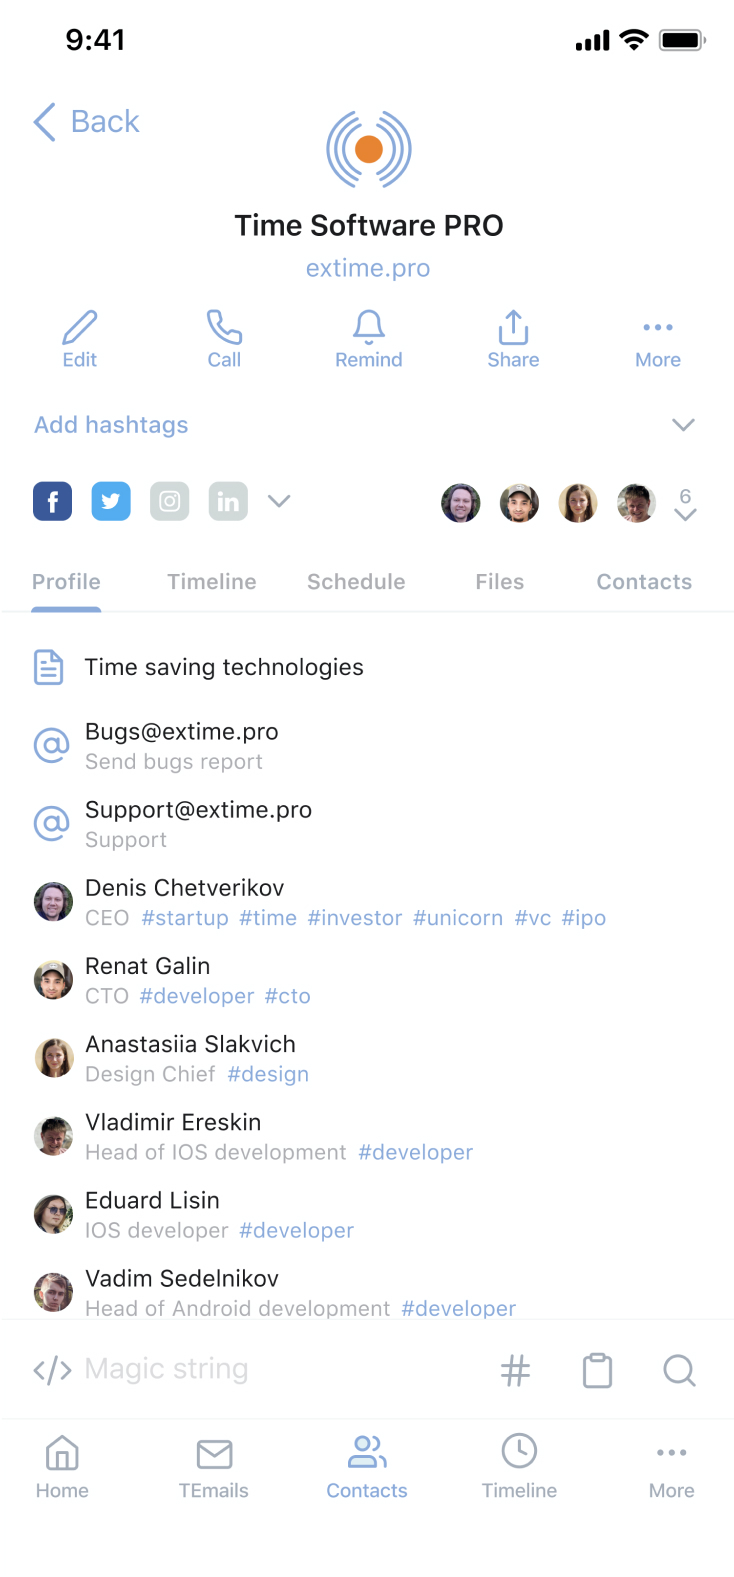 9:41
Back
Time Software PRO
extime.pro
Edit Call Remind Share More
Add hashtags
6
Profile Timeline Schedule Files Contacts
Time saving technologies
Bugs@extime.pro
Send bugs report
Support@extime.pro
Support
Denis Chetverikov
CEO #startup #time #investor #unicorn #vc #ipo
Renat Galin
CTO #developer #cto
Anastasiia Slakvich
Design Chief #design
Vladimir Ereskin
Head of IOS development #developer
Eduard Lisin
IOS developer #developer
Vadim Sedelnikov
Head of Android development #developer
Magic string
Home TEmails Contacts Timeline More